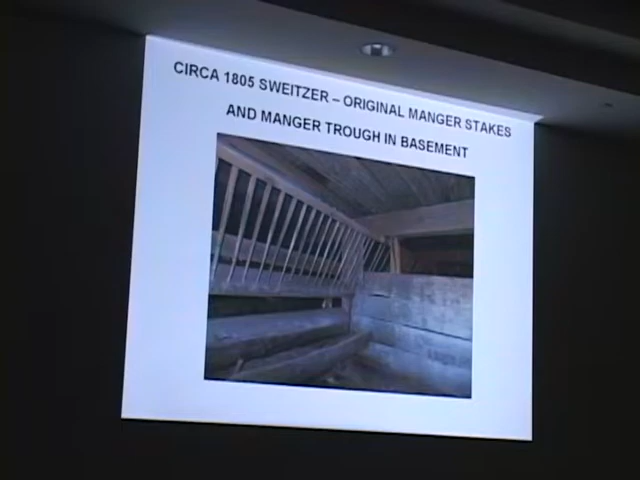 CIRCA 1805 SWEITZER – ORIGINAL MANGER STAKES
AND MANGER TROUGH IN BASEMENT